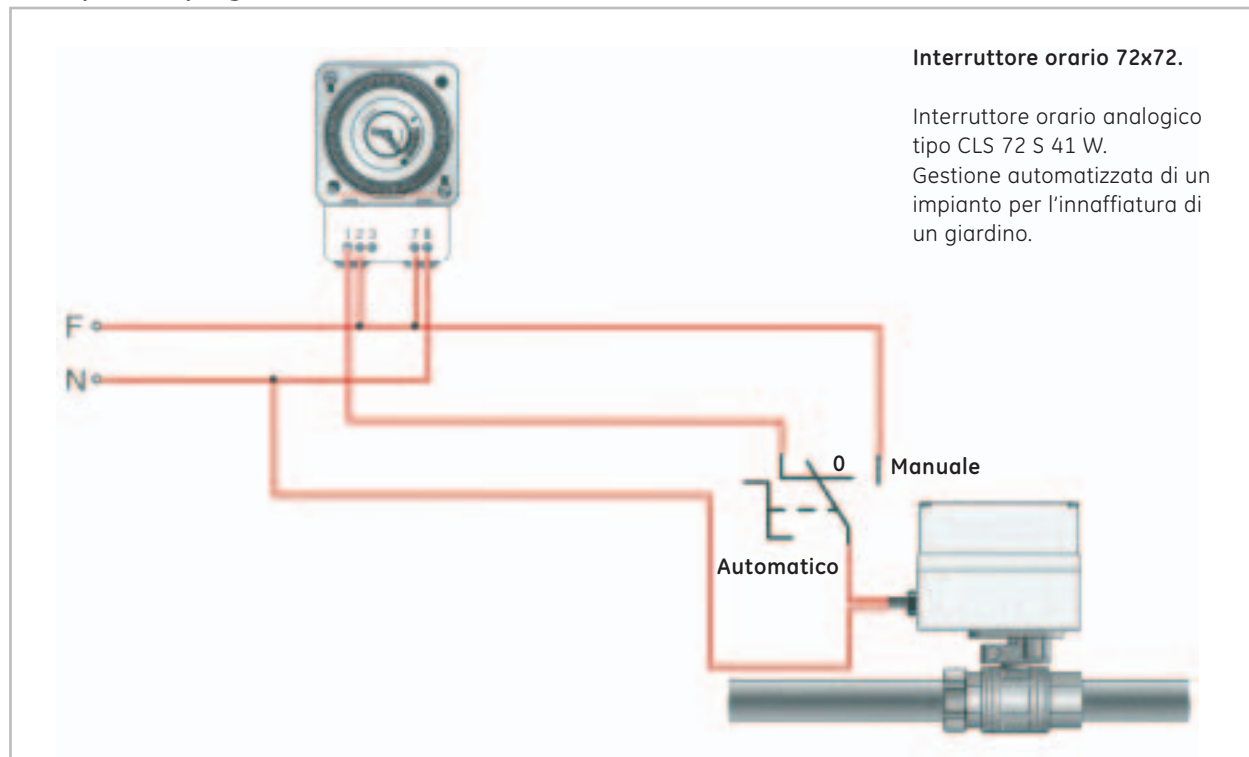 Interruttore orario 72x72.
Interruttore orario analogico
tipo CLS 72 S 41 W.
Gestione automatizzata di un
impianto per l'innaffiatura di
un giardino.
1 2 3 7 8
F
N
0
Manuale
Automatico